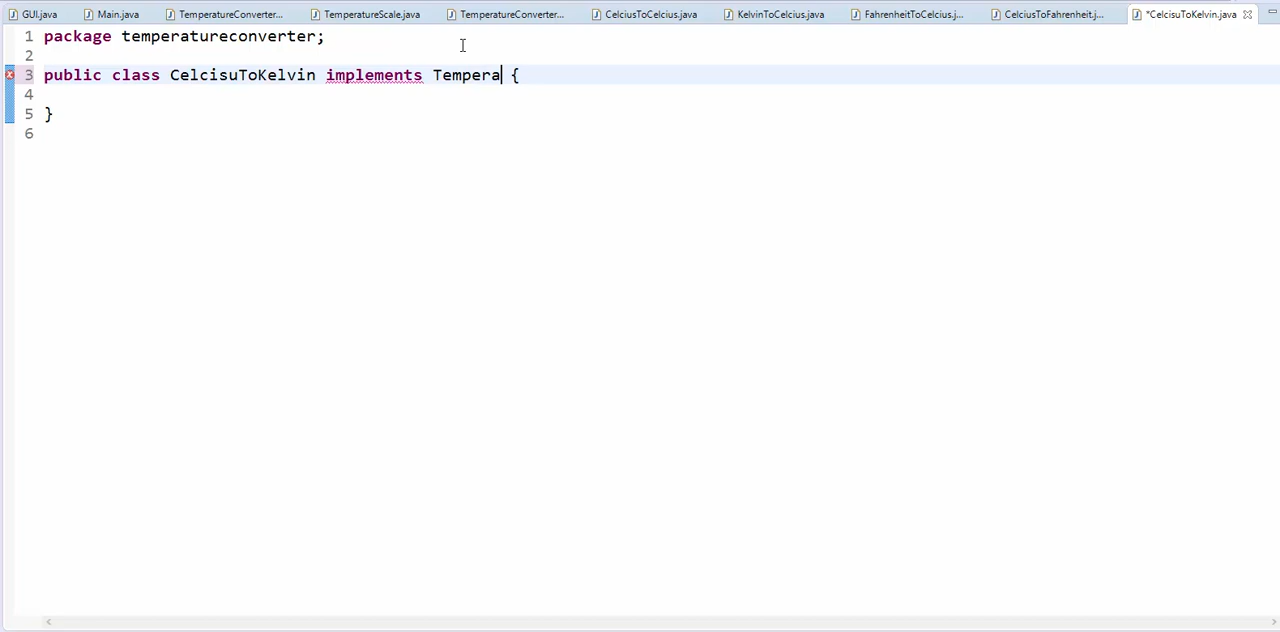 GUI.java Main.java TemperatureConverter... TemperatureScale.java TemperatureConverter... CelciusToCelcius.java KelvinToCelcius.java FahrenheitToCelcius.j... CelciusToFahrenheit.j... *CelcisuToKelvin.java
1 package temperatureconverter;
2
3 public class CelcisuToKelvin implements Tempera {
4
5 }
6